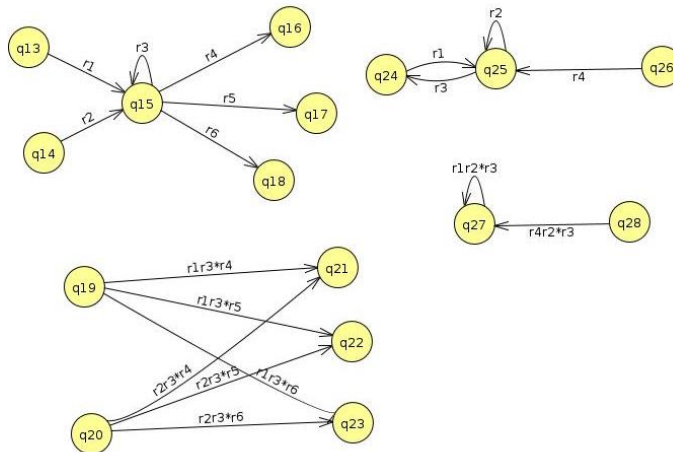 q13
r1
r3
r4
q16
q15
r5
q17
r2
r6
q14
q18
r2
q24
r1
q25
q26
r3
r4
r1r2*r3
q27
q28
r4r2*r3
q19
r1r3*r4
q21
r1r3*r5
q22
r2r3*r4
r2r3*r5
r1r3*r6
q20
r2r3*r6
q23